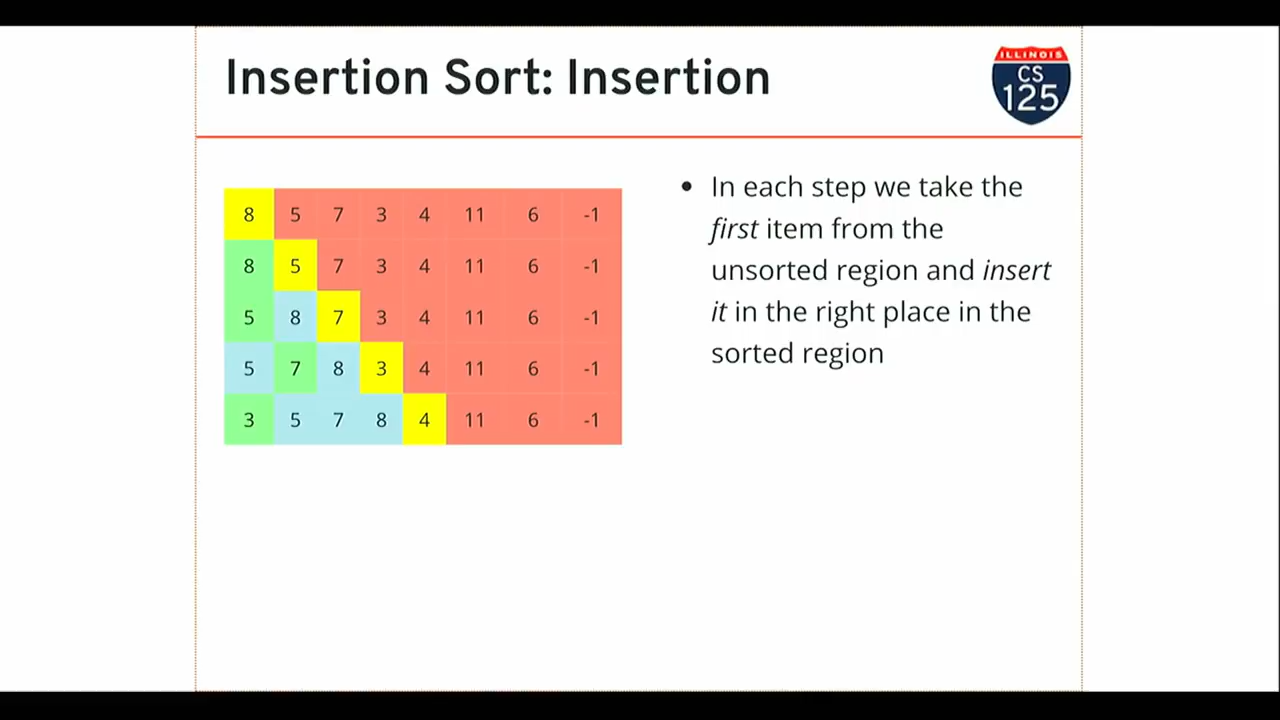 Insertion Sort: Insertion
ILLINOIS
CS
125
8 5 7 3 4 11 6 -1
8 5 7 3 4 11 6 -1
5 8 7 3 4 11 6 -1
5 7 8 3 4 11 6 -1
3 5 7 8 4 11 6 -1
• In each step we take the
first item from the
unsorted region and insert
it in the right place in the
sorted region